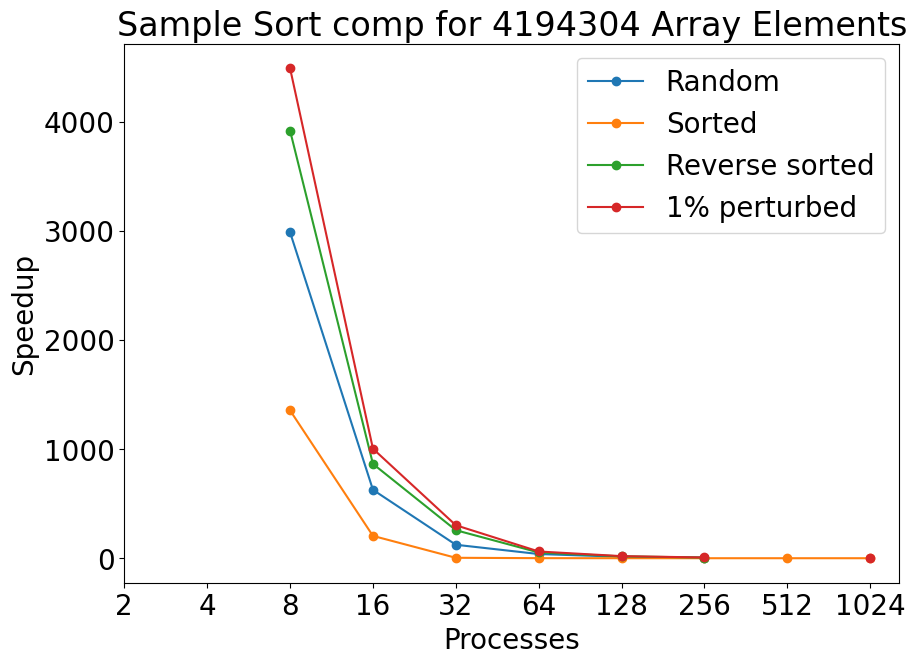 Sample Sort comp for 4194304 Array Elements
Random
Sorted
Reverse sorted
1% perturbed
Speedup
4000
3000
2000
1000
0
2 4 8 16 32 64 128 256 512 1024
Processes